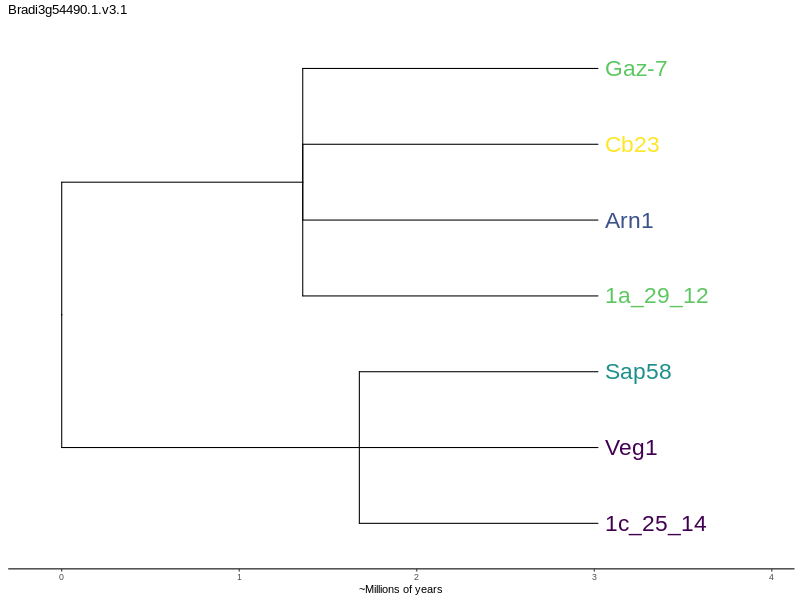 Bradi3g54490.1.v3.1
Gaz-7
Cb23
Arn1
1a_29_12
Sap58
Veg1
1c_25_14
0 1 2 3 4
~Millions of years